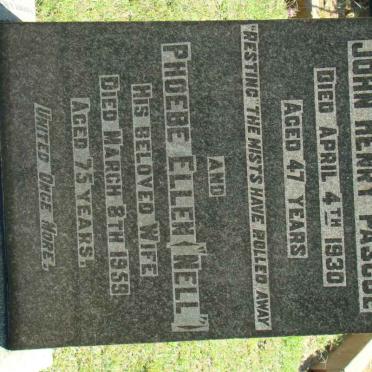 JOHN HENRY PASCOE
DIED APRIL 4TH 1930
AGED 47 YEARS
"RESTING" THE MISTS HAVE ROLLED AWAY
AND
PHOEBE ELLEN ("NELL")
HIS BELOVED WIFE
DIED MARCH 8TH 1959
AGED 75 YEARS.
UNITED ONCE MORE.